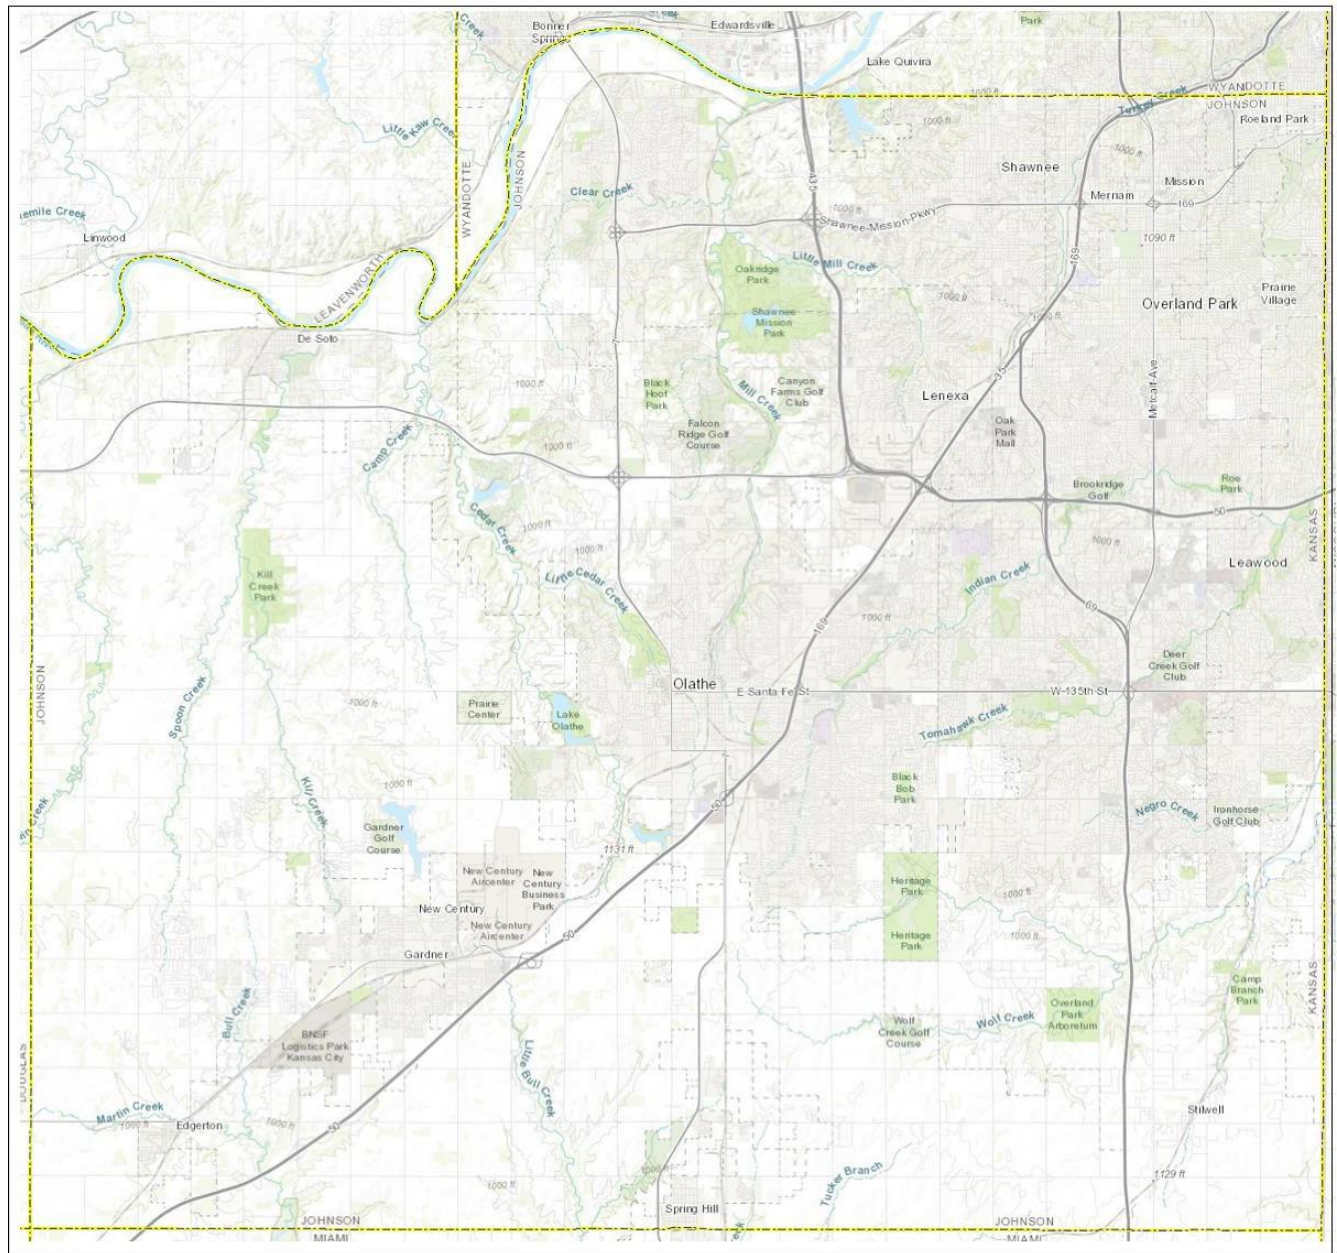 Creek
Bonner
Springs
Creek
Edwardsville
Park
Lake Quivira
1000 ft
WYANDOTTE
JOHNSON
Turkey Creek
Roeland Park
Little Kaw Creek
1000 ft
1000 ft
Shawnee
Mission
Merriam
WYANDOTTE
JOHNSON
Clear Creek
435
1000 ft
Shawnee-Mission-Pkwy
169
emile Creek
Linwood
1090 ft
169
Little Mill Creek
Oakridge
Park
LEAVENWORTH
1000 ft
Prairie
Village
Overland Park
Shawnee
Mission
Park
1000 ft
De Soto
7
1000 ft
Black
Hoof
Park
Mill Creek
Canyon
Farms Golf
Club
35
Metcalf-Ave
Lenexa
Falcon
Ridge Golf
Course
Oak
Park
Mall
Camp Creek
1000 ft
Brookridge
Golf
Roe
Park
50
KANSAS
Cedar Creek
1000 ft
1000 ft
1000 ft
Kill
Creek
Park
Little Cedar Creek
Indian Creek
Leawood
69
169
1000 ft
JOHNSON
Spoon Creek
Deer
Creek Golf
Club
Olathe
E Santa Fe St
W-135th-St
1000 ft
Prairie
Center
Lake
Olathe
Tomahawk Creek
7
Kill Creek
1000 ft
Black
Bob
Park
Creek
50
Negro Creek
Ironhorse
Golf Club
Gardner
Golf
Course
1131 ft
New Century
Aircenter
New
Century
Business
Park
Heritage
Park
1000 ft
New Century
New Century
Aircenter
50
Heritage
Park
1000 ft
Gardner
KANSAS
Camp
Branch
Park
Bull Creek
Overland
Park
Arboretum
Wolf
Creek Golf
Course
Wolf Creek
BNSF
Logistics Park
Kansas City
DOUGLAS
Little Bull Creek
Martin Creek
1000 ft
Edgerton
1000 ft
50
Stilwell
1000 ft
Tucker Branch
1129 ft
1000 ft
Spring Hill
JOHNSON
MIAMI
JOHNSON
MIAMI